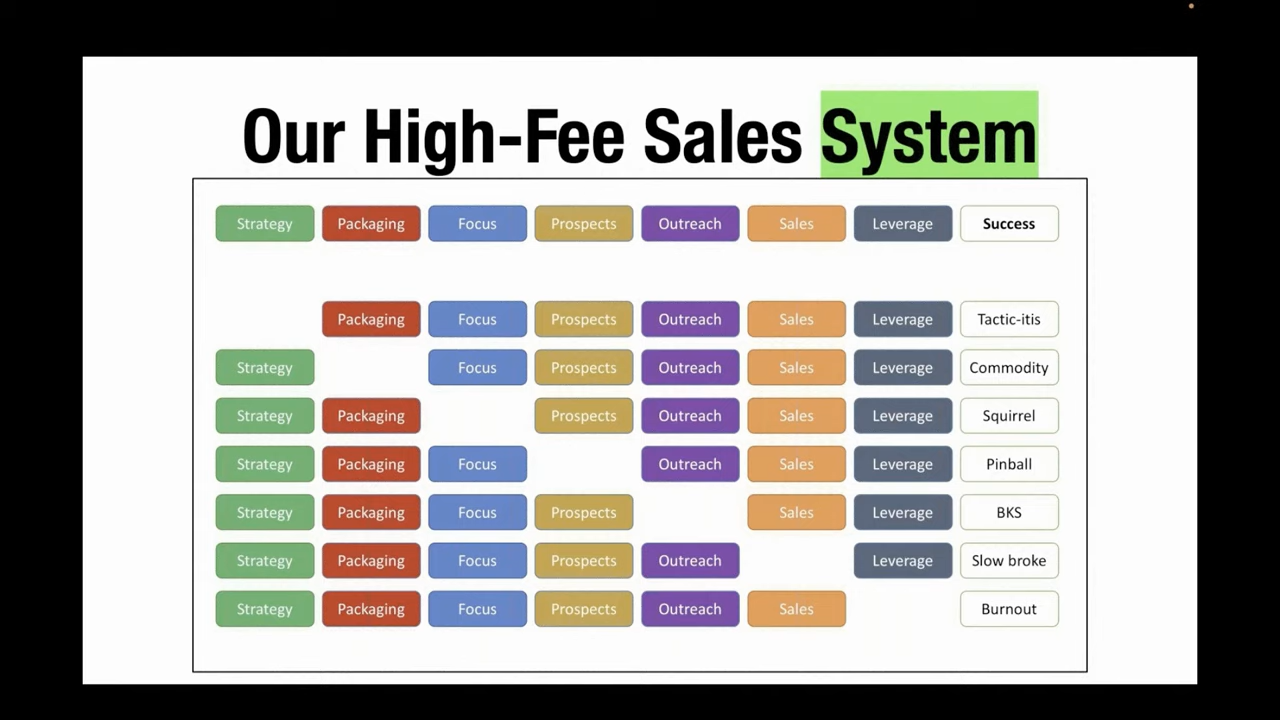 Our High-Fee Sales System
Strategy Packaging Focus Prospects Outreach Sales Leverage Success
Packaging Focus Prospects Outreach Sales Leverage Tactic-itis
Strategy Focus Prospects Outreach Sales Leverage Commodity
Strategy Packaging Prospects Outreach Sales Leverage Squirrel
Strategy Packaging Focus Outreach Sales Leverage Pinball
Strategy Packaging Focus Prospects Sales Leverage BKS
Strategy Packaging Focus Prospects Outreach Leverage Slow broke
Strategy Packaging Focus Prospects Outreach Sales Burnout